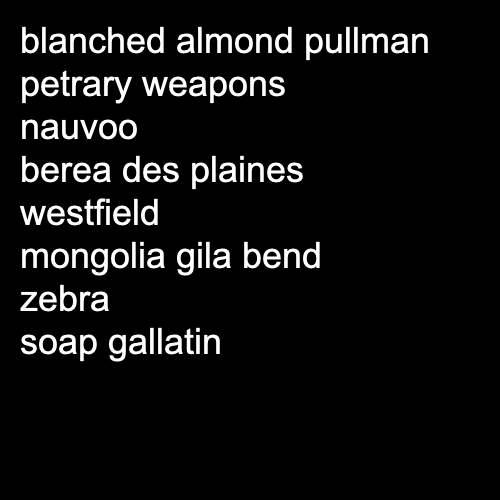 blanched almond pullman
petrary weapons
nauvoo
berea des plaines
westfield
mongolia gila bend
zebra
soap gallatin